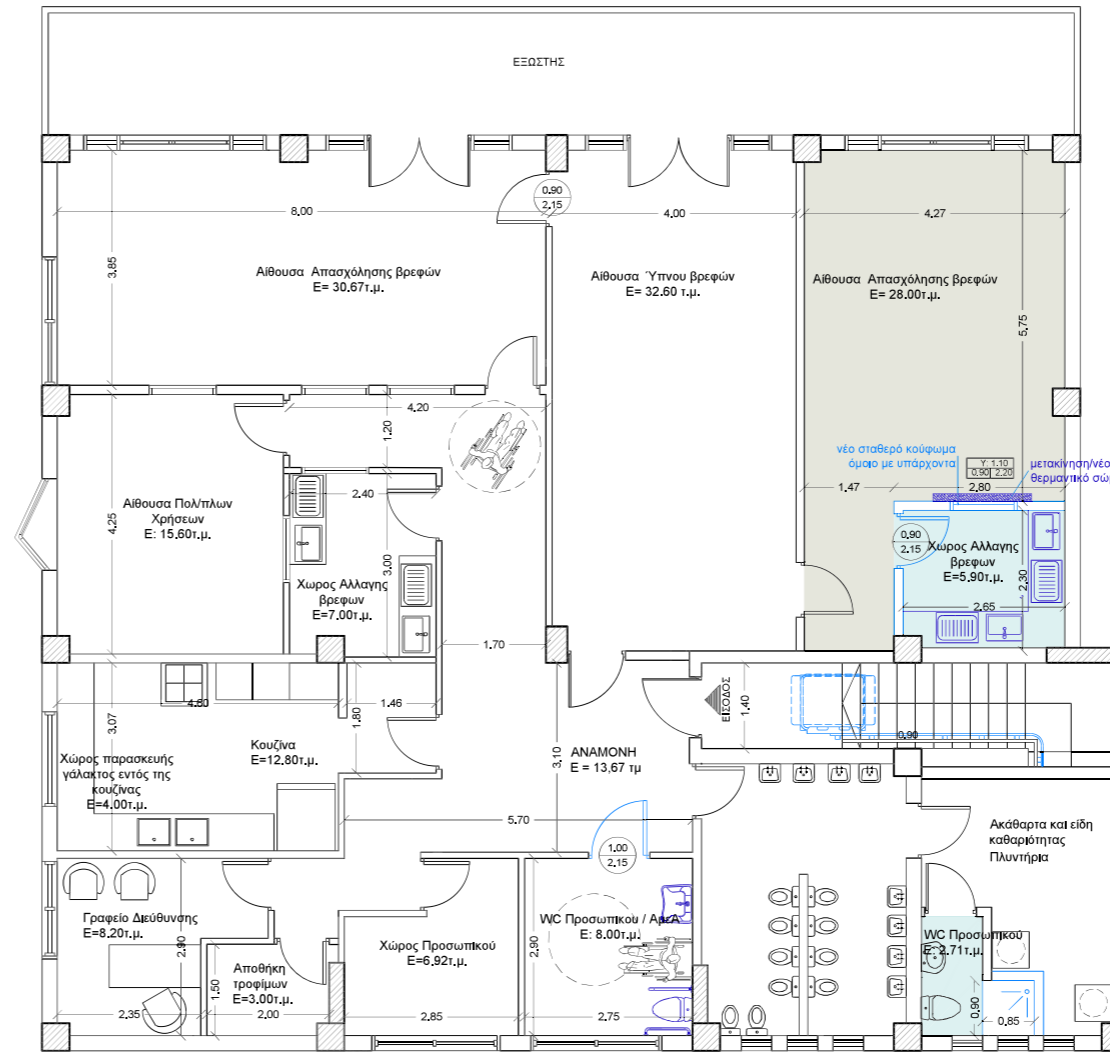 ΕΞΩΣΤΗΣ
0.90
2.15
8.00
4.00
4.27
3.85
Αίθουσα Απασχόλησης βρεφών
Ε= 30.67τ.μ.
Αίθουσα Ύπνου βρεφών
Ε= 32.60 τ.μ.
Αίθουσα Απασχόλησης βρεφών
Ε= 28.00τ.μ.
5.75
4.20
1.20
νέο σταθερό κούφωμα
όμοιο με υπάρχοντα
Υ: 1.10
0.90 2.20
μετακίνηση/νέο
θερμαντικό σώμ
1.47
2.80
2.40
Αίθουσα Πολ/πλων
Χρήσεων
Ε: 15.60τ.μ.
4.25
3.00
Χωρος Αλλαγης
βρεφων
Ε=7.00τ.μ.
0.90
2.15
Χωρος Αλλαγης
βρεφων
Ε=5.90τ.μ.
2.30
2.65
1.70
4.60
1.46
3.07
1.80
3.10
ΕΙΣΟΔΟΣ
1.40
0.90
Χώρος παρασκευής
γάλακτος εντός της
κουζίνας
Ε=4.00τ.μ.
Κουζίνα
Ε=12.80τ.μ.
ΑΝΑΜΟΝΗ
Ε = 13,67 τμ
5.70
1.00
2.15
Ακάθαρτα και είδη
καθαριότητας
Πλυντήρια
Γραφείο Διεύθυνσης
Ε=8.20τ.μ.
2.90
Χώρος Προσωπικού
Ε=6.92τ.μ.
WC Προσωπικου / ΑμεΑ
Ε: 8.00τ.μ.
2.90
WC Προσωπικού
Ε: 2.71τ.μ.
Αποθήκη
τροφίμων
Ε=3.00τ.μ.
1.50
2.35
2.00
2.85
2.75
0.90
0.85